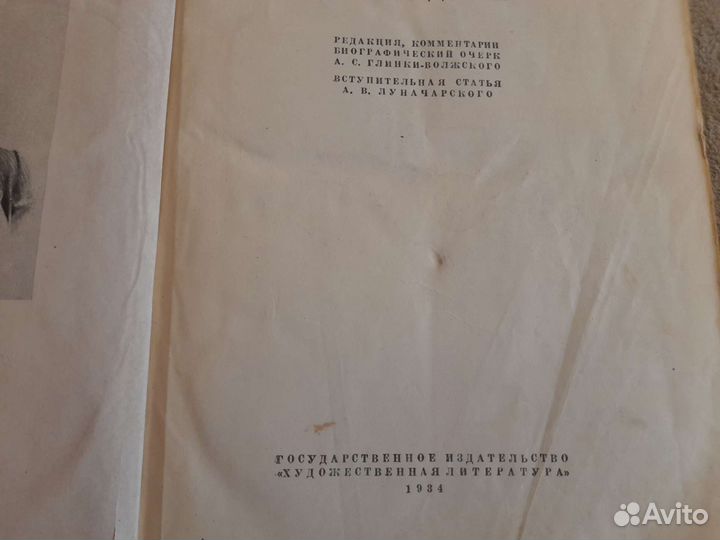 РЕДАКЦИЯ, КОММЕНТАРИИ
БИОГРАФИЧЕСКИЙ ОЧЕРК
А. С. ГЛИНКИ-ВОЛЖСКОГО
ВСТУПИТЕЛЬНАЯ СТАТЬЯ
А. В. ЛУНАЧАРСКОГО
ГОСУДАРСТВЕННОЕ ИЗДАТЕЛЬСТВО
«ХУДОЖЕСТВЕННАЯ ЛИТЕРАТУРА»
1934
Avito